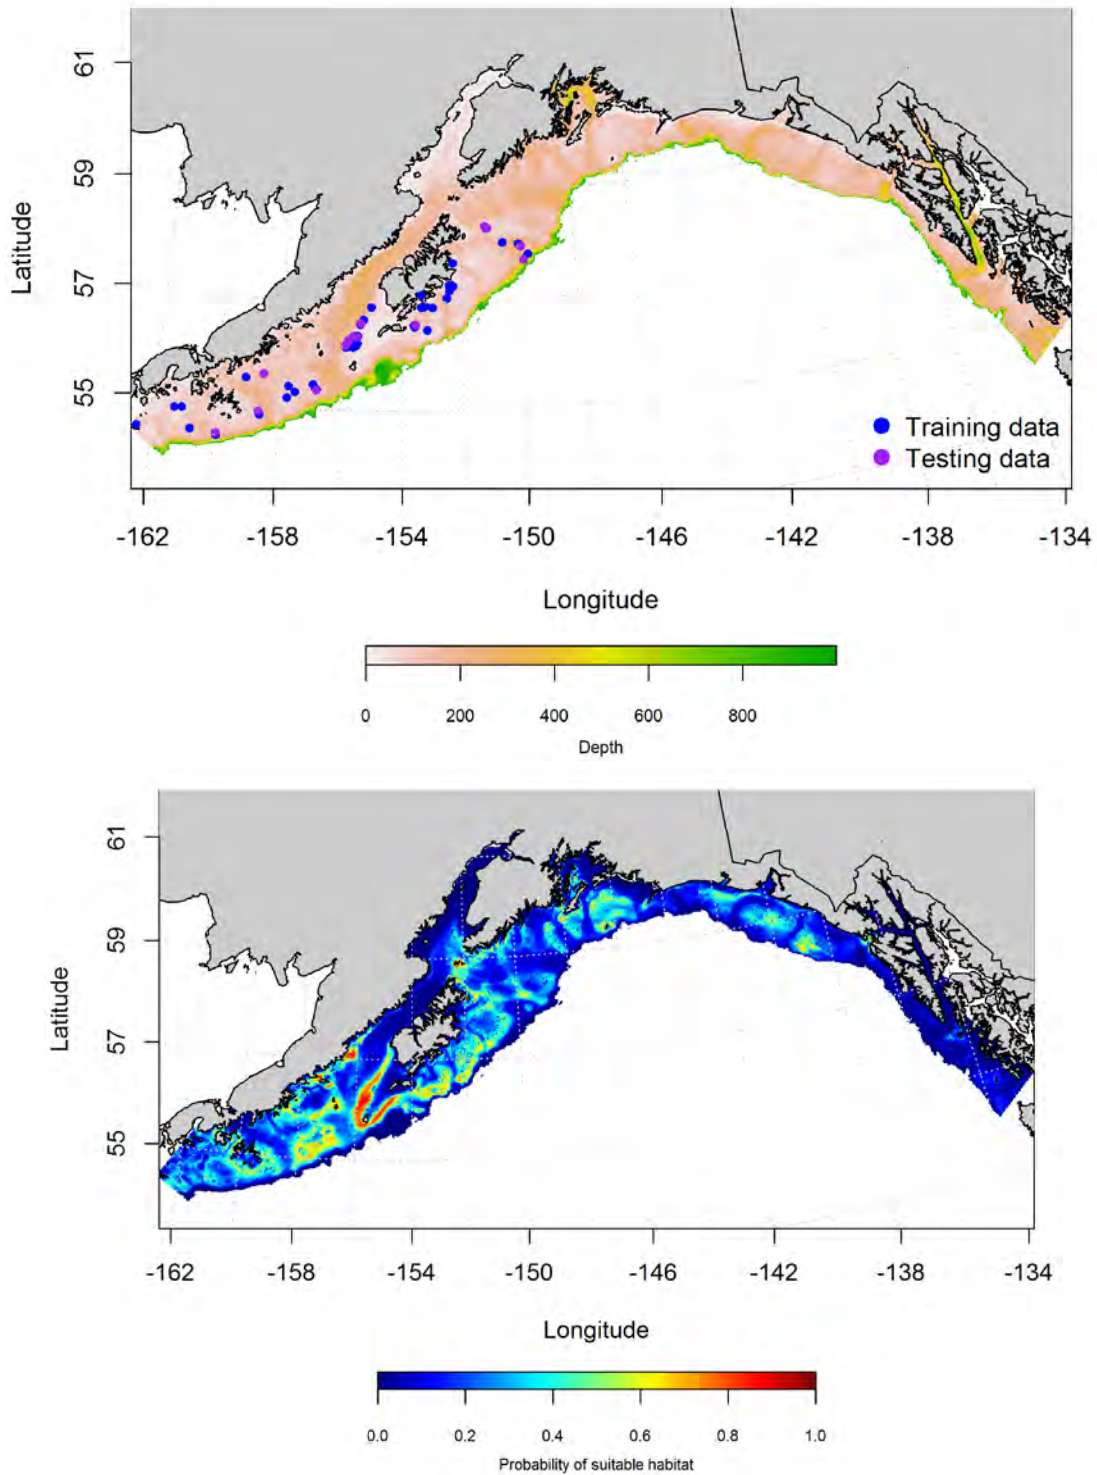 61
59
57
55
Latitude
Training data
Testing data
-162 -158 -154 -150 -146 -142 -138 -134
Longitude
0 200 400 600 800
Depth
61
59
57
55
Latitude
-162 -158 -154 -150 -146 -142 -138 -134
Longitude
0.0 0.2 0.4 0.6 0.8 1.0
Probability of suitable habitat